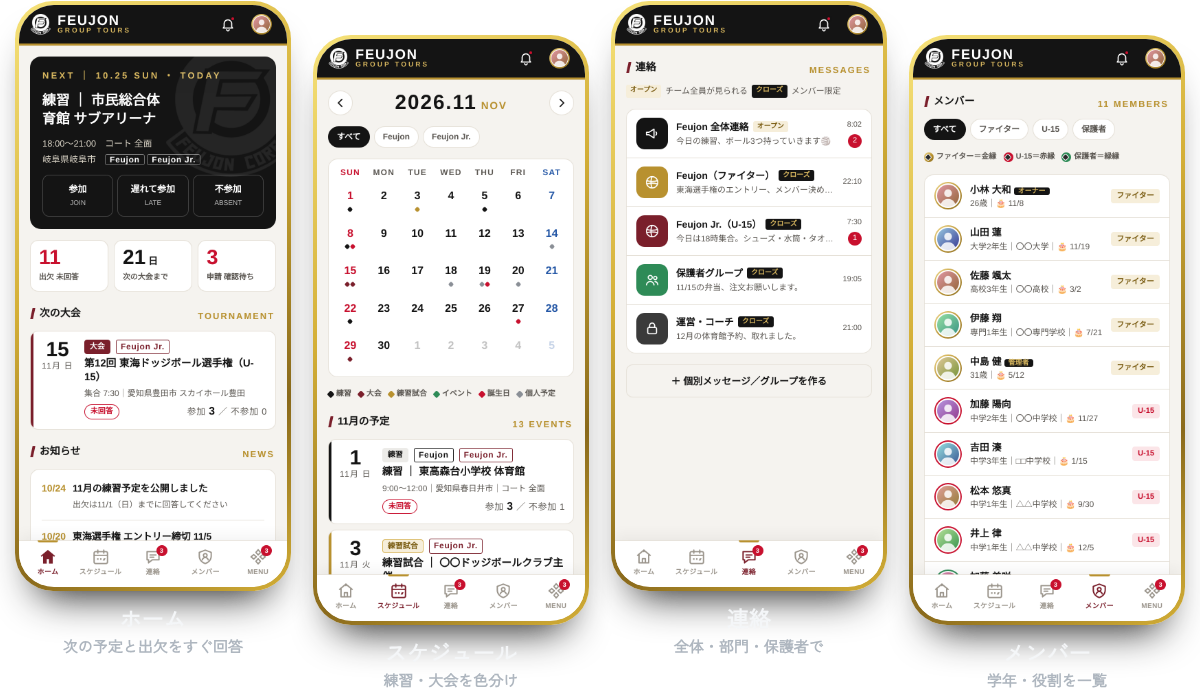 FEUJON
GROUP TOURS
NEXT ｜ 10.25 SUN • TODAY
練習 ｜ 市民総合体
育館 サブアリーナ
18:00〜21:00 コート 全面
岐阜県岐阜市 Feujon Feujon Jr.
参加
JOIN
遅れて参加
LATE
不参加
ABSENT
11
出欠 未回答
21 日
次の大会まで
3
申請 確認待ち
次の大会
TOURNAMENT
15
11月 日
大会 Feujon Jr.
第12回 東海ドッジボール選手権（U-
15）
集合 7:30｜愛知県豊田市 スカイホール豊田
未回答
参加 3 ／ 不参加 0
お知らせ
NEWS
10/24 11月の練習予定を公開しました
出欠は11/1（日）までに回答してください
10/20 東海選手権 エントリー締切 11/5
ホーム
スケジュール
3
連絡
メンバー
3
MENU
ホーム
次の予定と出欠をすぐ回答
FEUJON
GROUP TOURS
2026.11 NOV
すべて Feujon Feujon Jr.
SUN MON TUE WED THU FRI SAT
1 2 3 4 5 6 7
8 9 10 11 12 13 14
15 16 17 18 19 20 21
22 23 24 25 26 27 28
29 30 1 2 3 4 5
練習 大会 練習試合 イベント 誕生日 個人予定
11月の予定
13 EVENTS
1
11月 日
練習 Feujon Feujon Jr.
練習 ｜ 東高森台小学校 体育館
9:00〜12:00｜愛知県春日井市｜コート 全面
未回答
参加 3 ／ 不参加 1
3
11月 火
練習試合 Feujon Jr.
練習試合 ｜ 〇〇ドッジボールクラブ主
ホーム
スケジュール
3
連絡
メンバー
3
MENU
スケジュール
練習・大会を色分け
FEUJON
GROUP TOURS
連絡
MESSAGES
オープン チーム全員が見られる クローズ メンバー限定
Feujon 全体連絡 オープン
8:02
今日の練習、ボール3つ持っていきます
2
Feujon（ファイター） クローズ
東海選手権のエントリー、メンバー決め…
22:10
Feujon Jr.（U-15） クローズ
7:30
今日は18時集合。シューズ・水筒・タオ…
1
保護者グループ クローズ
11/15の弁当、注文お願いします。
19:05
運営・コーチ クローズ
12月の体育館予約、取れました。
21:00
＋ 個別メッセージ／グループを作る
ホーム
スケジュール
3
連絡
メンバー
3
MENU
連絡
全体・部門・保護者で
FEUJON
GROUP TOURS
メンバー
11 MEMBERS
すべて ファイター U-15 保護者
ファイター＝金縁 U-15＝赤縁 保護者＝緑縁
小林 大和 オーナー
26歳｜ 11/8
ファイター
山田 蓮
大学2年生｜〇〇大学｜ 11/19
ファイター
佐藤 颯太
高校3年生｜〇〇高校｜ 3/2
ファイター
伊藤 翔
専門1年生｜〇〇専門学校｜ 7/21
ファイター
中島 健 管理者
31歳｜ 5/12
ファイター
加藤 陽向
中学2年生｜〇〇中学校｜ 11/27
U-15
吉田 湊
中学3年生｜□□中学校｜ 1/15
U-15
松本 悠真
中学1年生｜△△中学校｜ 9/30
U-15
井上 律
中学1年生｜△△中学校｜ 12/5
U-15
ホーム
スケジュール
3
連絡
メンバー
3
MENU
メンバー
学年・役割を一覧